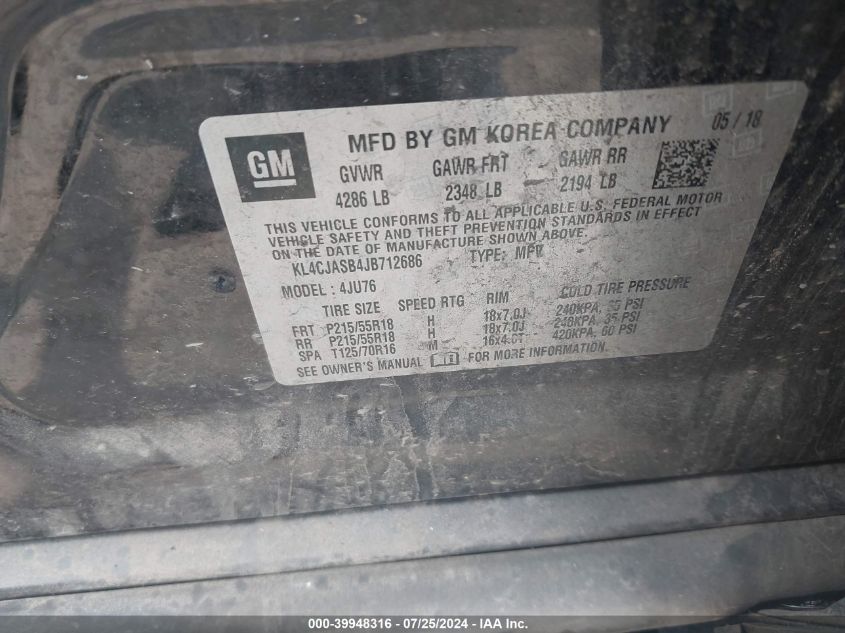 GM
MFD BY GM KOREA COMPANY 05 / 18
GVWR GAWR FRT GAWR RR
4286 LB 2348 LB 2194 LB
THIS VEHICLE CONFORMS TO ALL APPLICABLE U.S. FEDERAL MOTOR
VEHICLE SAFETY AND THEFT PREVENTION STANDARDS IN EFFECT
ON THE DATE OF MANUFACTURE SHOWN ABOVE.
KL4CJASB4JB712686 TYPE: MPV
MODEL : 4JU76
TIRE SIZE SPEED RTG RIM COLD TIRE PRESSURE
FRT P215/55R18 H 18x7.0J 240KPA, PSI
RR P215/55R18 H 18x7.0J 240KPA, 35 PSI
SPA T125/70R16 M 420KPA, 60 PSI
SEE OWNER'S MANUAL FOR MORE INFORMATION.
000-39948316 - 07/25/2024 - IAA Inc.